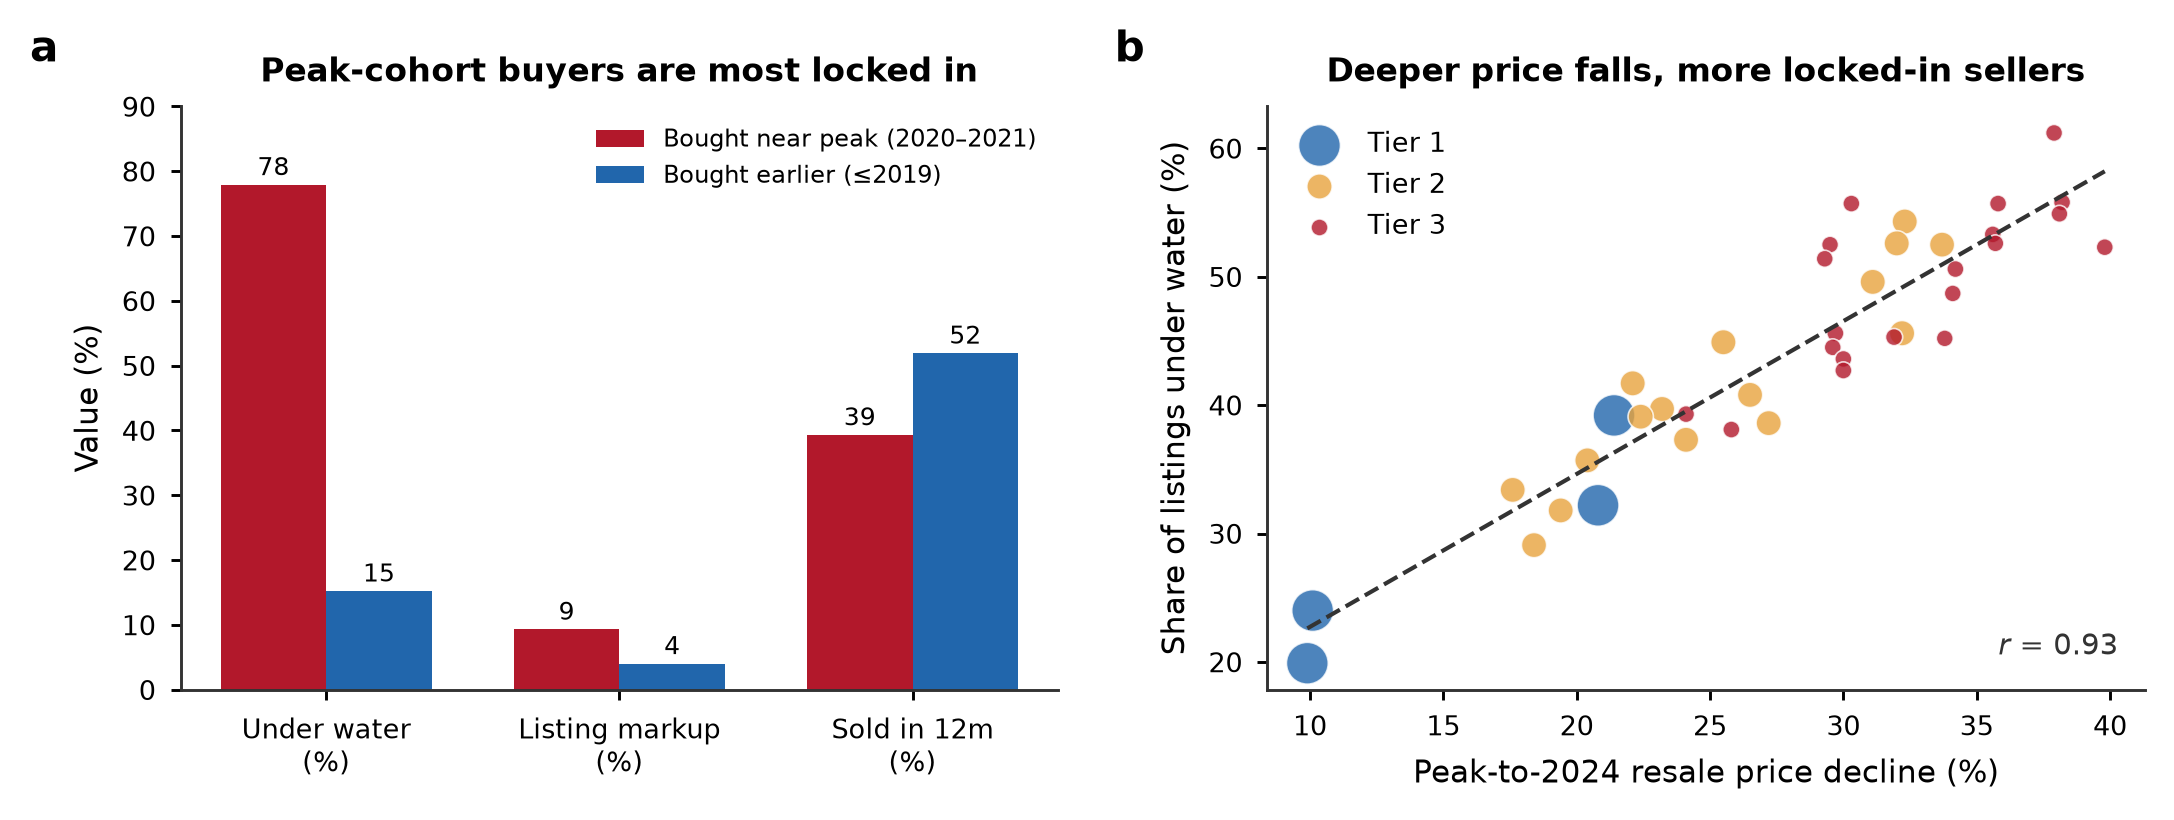 a
Peak-cohort buyers are most locked in
Value (%)
90
80
70
60
50
40
30
20
10
0
Bought near peak (2020–2021)
Bought earlier (≤2019)
78
15
9
4
39
52
Under water
(%)
Listing markup
(%)
Sold in 12m
(%)
b
Deeper price falls, more locked-in sellers
Share of listings under water (%)
60
50
40
30
20
Tier 1
Tier 2
Tier 3
r = 0.93
10
15
20
25
30
35
40
Peak-to-2024 resale price decline (%)